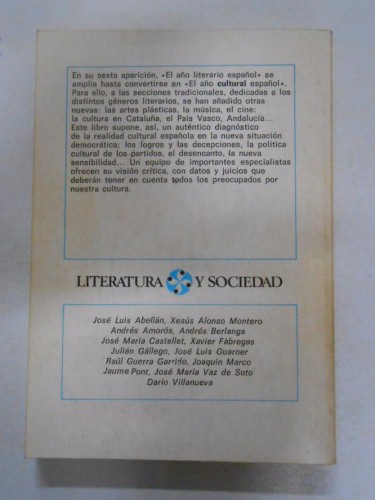 En su sexta aparición, «El año literario español» se
amplía hasta convertirse en «El año cultural español».
Para ello, a las secciones tradicionales, dedicadas a los
distintos géneros literarios, se han añadido otras
nuevas: las artes plásticas, la música, el cine:
la cultura en Cataluña, el País Vasco, Andalucía...
Este libro supone, así, un auténtico diagnóstico
de la realidad cultural española en la nueva situación
democrática; los logros y las decepciones, la política
cultural de los partidos, el desencanto, la nueva
sensibilidad... Un equipo de importantes especialistas
ofrecen su visión crítica, con datos y juicios que
deberán tener en cuenta todos los preocupados por
nuestra cultura.
LITERATURA Y SOCIEDAD
José Luis Abellán, Xesús Alonso Montero
Andrés Amorós, Andrés Berlanga
José María Castellet, Xavier Fàbregas
Julián Gállego, José Luis Guarner
Raúl Guerra Garrido, Joaquín Marco
Jaume Pont, José María Vaz de Soto
Darío Villanueva